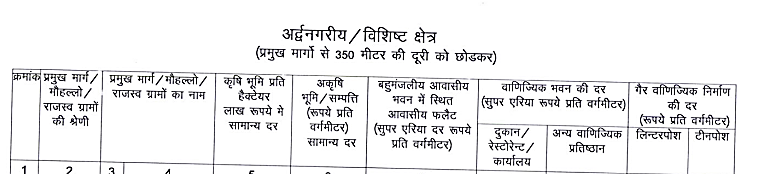 अर्द्वनगरीय/विशिष्ट क्षेत्र
(प्रमुख मार्गो से 350 मीटर की दूरी को छोडकर)
क्रमांक
प्रमुख मार्ग/
मौहल्लो/
राजस्व ग्रामों
की श्रेणी
प्रमुख मार्ग/मौहल्लो/
राजस्व ग्रामों का नाम
कृषि भूमि प्रति
हैक्टेयर
लाख रूपये मे
सामान्य दर
अकृषि
भूमि/सम्पत्ति
(रूपये प्रति
वर्गमीटर)
सामान्य दर
बहुमंजलीय आवासीय
भवन में स्थित
आवासीय फलैट
(सुपर एरिया दर रूपये
प्रति वर्गमीटर)
वाणिज्यिक भवन की दर
(सुपर एरिया रूपये प्रति वर्गमीटर)
दुकान/
रेस्टोरेन्ट/
कार्यालय
अन्य वाणिज्यिक
प्रतिष्ठान
गैर वाणिज्यिक निर्माण
की दर
(रूपये प्रति वर्गमीटर)
लिन्टरपोश
टीनपोश
1 2 3 4